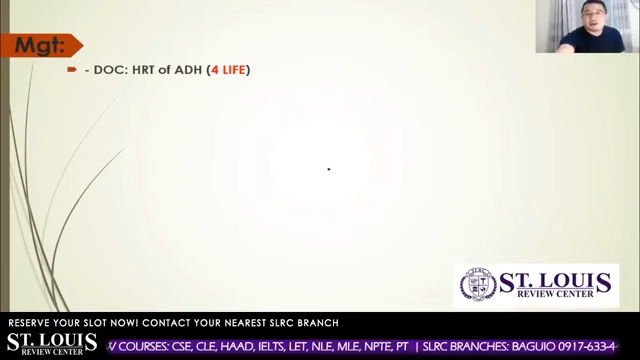 Mgt:
- DOC: HRT of ADH (4 LIFE)
SLRC
ST. LOUIS
REVIEW CENTER
RESERVE YOUR SLOT NOW! CONTACT YOUR NEAREST SLRC BRANCH
ST. LOUIS
REVIEW CENTER
W COURSES: CSE, CLE, HAAD, IELTS, LET, NLE, MLE, NPTE, PT | SLRC BRANCHES: BAGUIO 0917-633-4